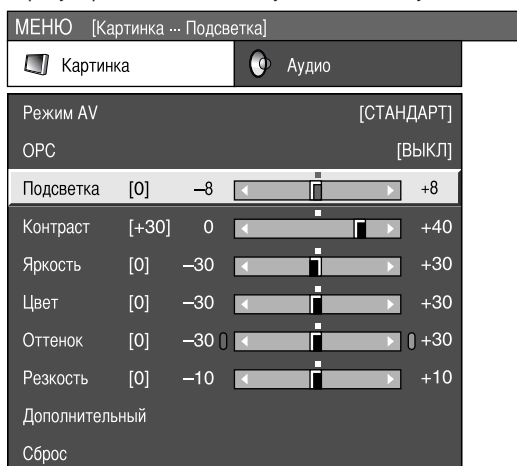 МЕНЮ [Картинка ··· Подсветка]
Картинка Аудио
Режим AV [СТАНДАРТ]
OPC [ВЫКЛ]
Подсветка [0] –8 +8
Контраст [+30] 0 +40
Яркость [0] –30 +30
Цвет [0] –30 +30
Оттенок [0] –30 +30
Резкость [0] –10 +10
Дополнительный
Сброс